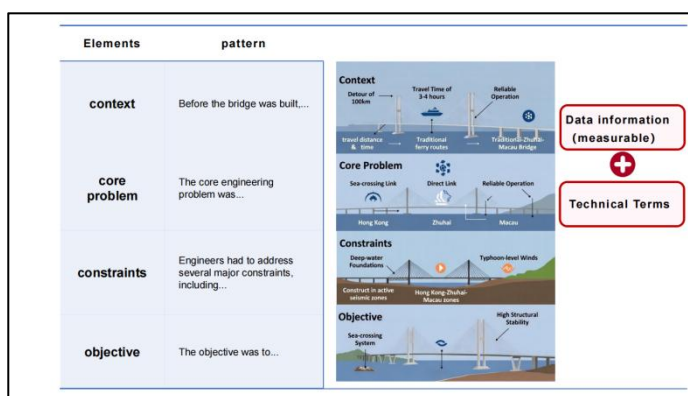 Elements
pattern
context
Before the bridge was built,...
core
problem
The core engineering
problem was...
constraints
Engineers had to address
several major constraints,
including...
objective
The objective was to...
Context
Detour of
100km
Travel Time of
3-4 hours
Reliable
Operation
travel distance
& time
Traditional
ferry routes
Traditional-Zhuhai-
Macau Bridge
Core Problem
Sea-crossing Link
Direct Link
Reliable Operation
Hong Kong
Zhuhai
Macau
Constraints
Deep-water
Foundations
Typhoon-level Winds
Construct in active
seismic zones
Hong Kong-Zhuhai-
Macau zones
Objective
Sea-crossing
System
High Structural
Stability
Data information
(measurable)
Technical Terms